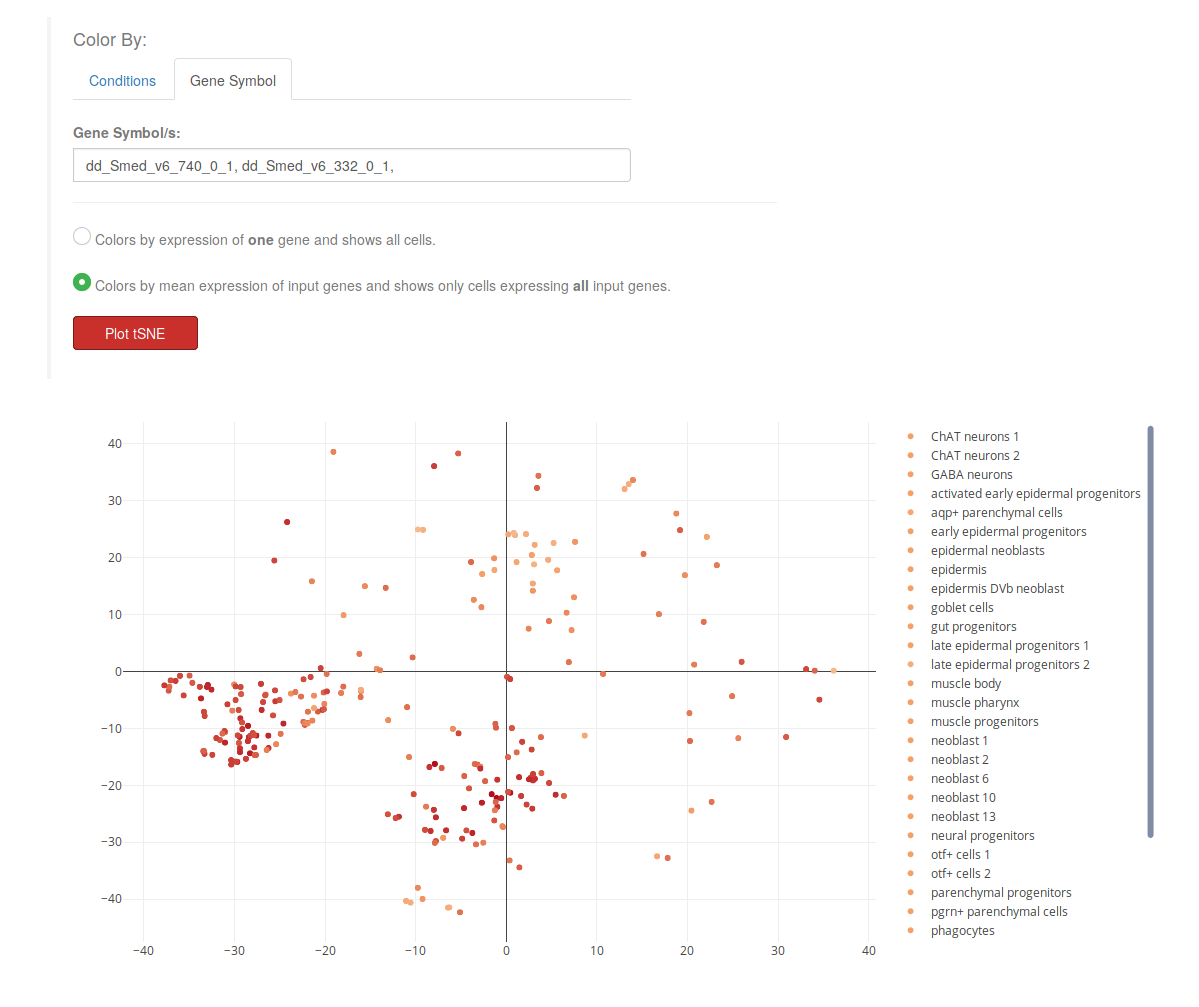 Color By:
Conditions
Gene Symbol
Gene Symbol/s:
dd_Smed_v6_740_0_1, dd_Smed_v6_332_0_1,
Colors by expression of one gene and shows all cells.
Colors by mean expression of input genes and shows only cells expressing all input genes.
Plot tSNE
40
30
20
10
0
−10
−20
−30
−40
−40
−30
−20
−10
0
10
20
30
40
ChAT neurons 1
ChAT neurons 2
GABA neurons
activated early epidermal progenitors
aqp+ parenchymal cells
early epidermal progenitors
epidermal neoblasts
epidermis
epidermis DVb neoblast
goblet cells
gut progenitors
late epidermal progenitors 1
late epidermal progenitors 2
muscle body
muscle pharynx
muscle progenitors
neoblast 1
neoblast 2
neoblast 6
neoblast 10
neoblast 13
neural progenitors
otf+ cells 1
otf+ cells 2
parenchymal progenitors
pgrn+ parenchymal cells
phagocytes